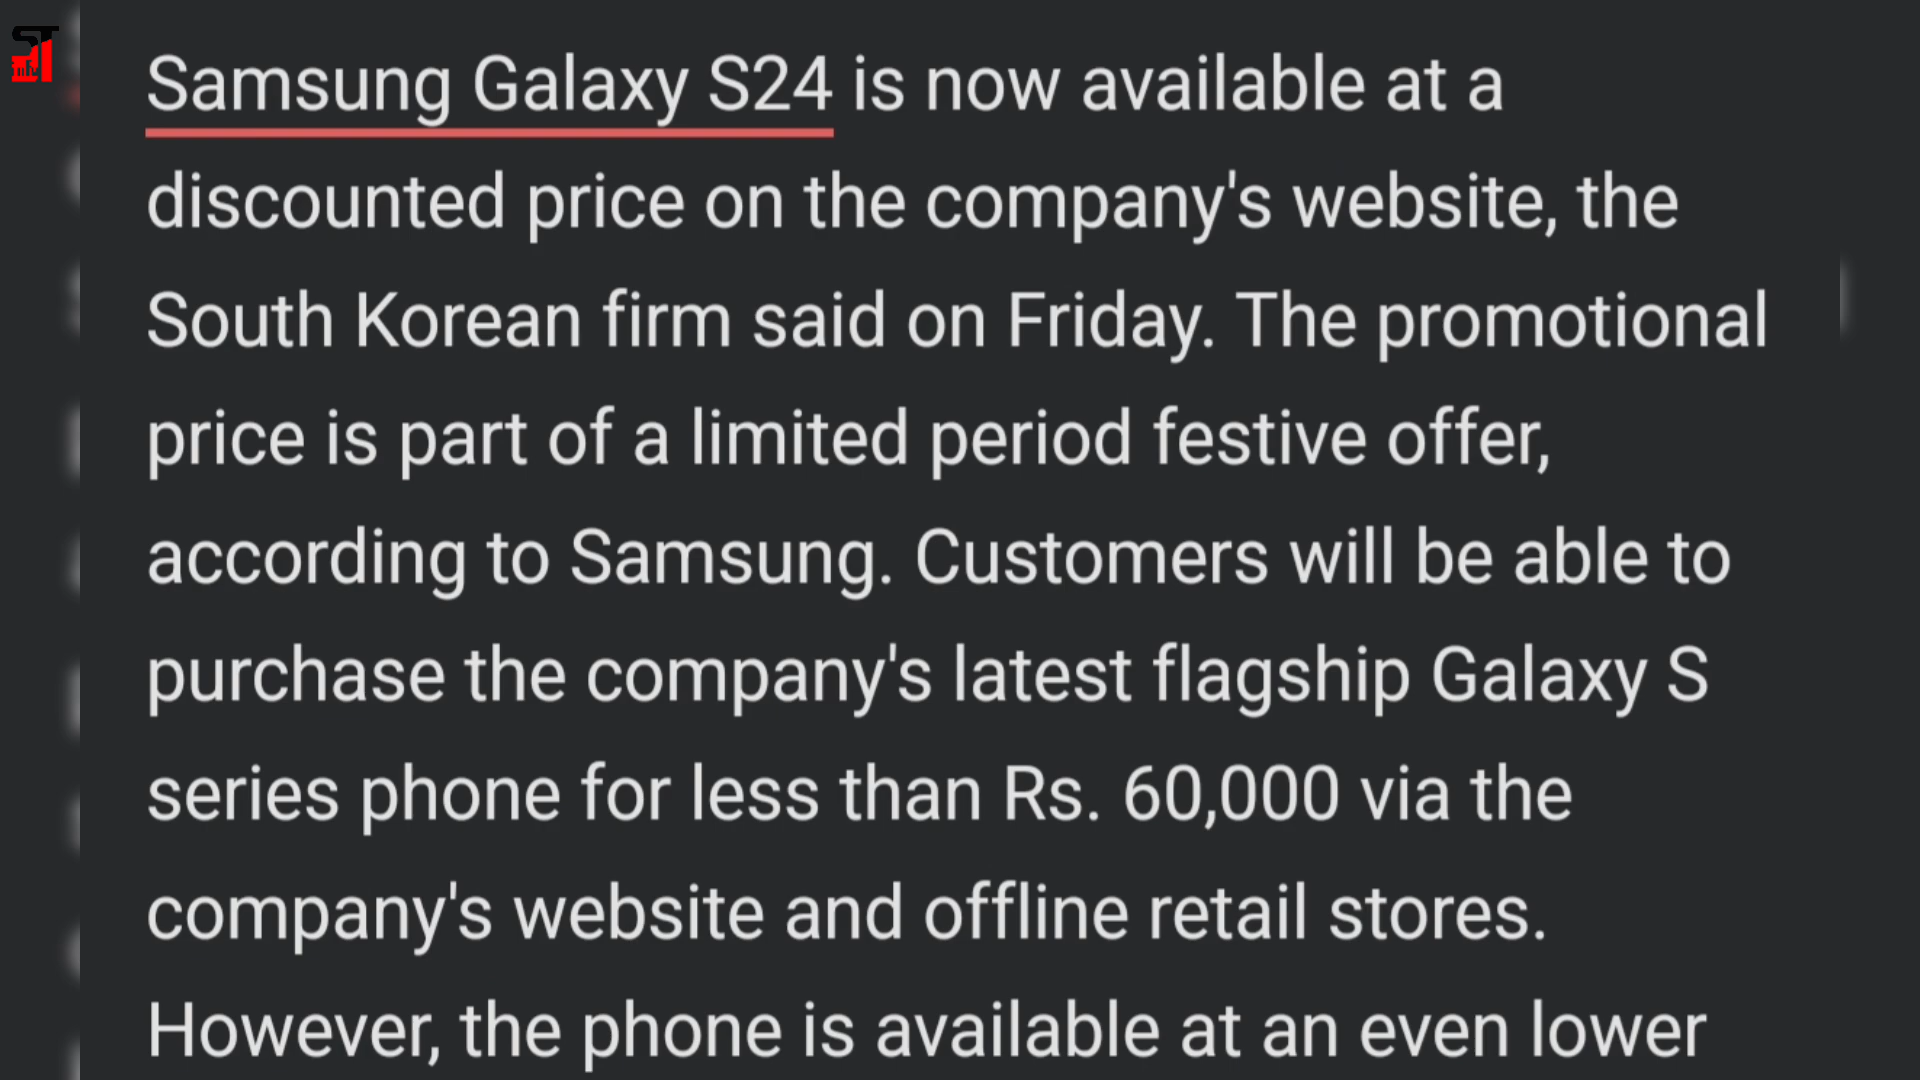 ST
info
Samsung Galaxy S24 is now available at a
discounted price on the company's website, the
South Korean firm said on Friday. The promotional
price is part of a limited period festive offer,
according to Samsung. Customers will be able to
purchase the company's latest flagship Galaxy S
series phone for less than Rs. 60,000 via the
company's website and offline retail stores.
However, the phone is available at an even lower